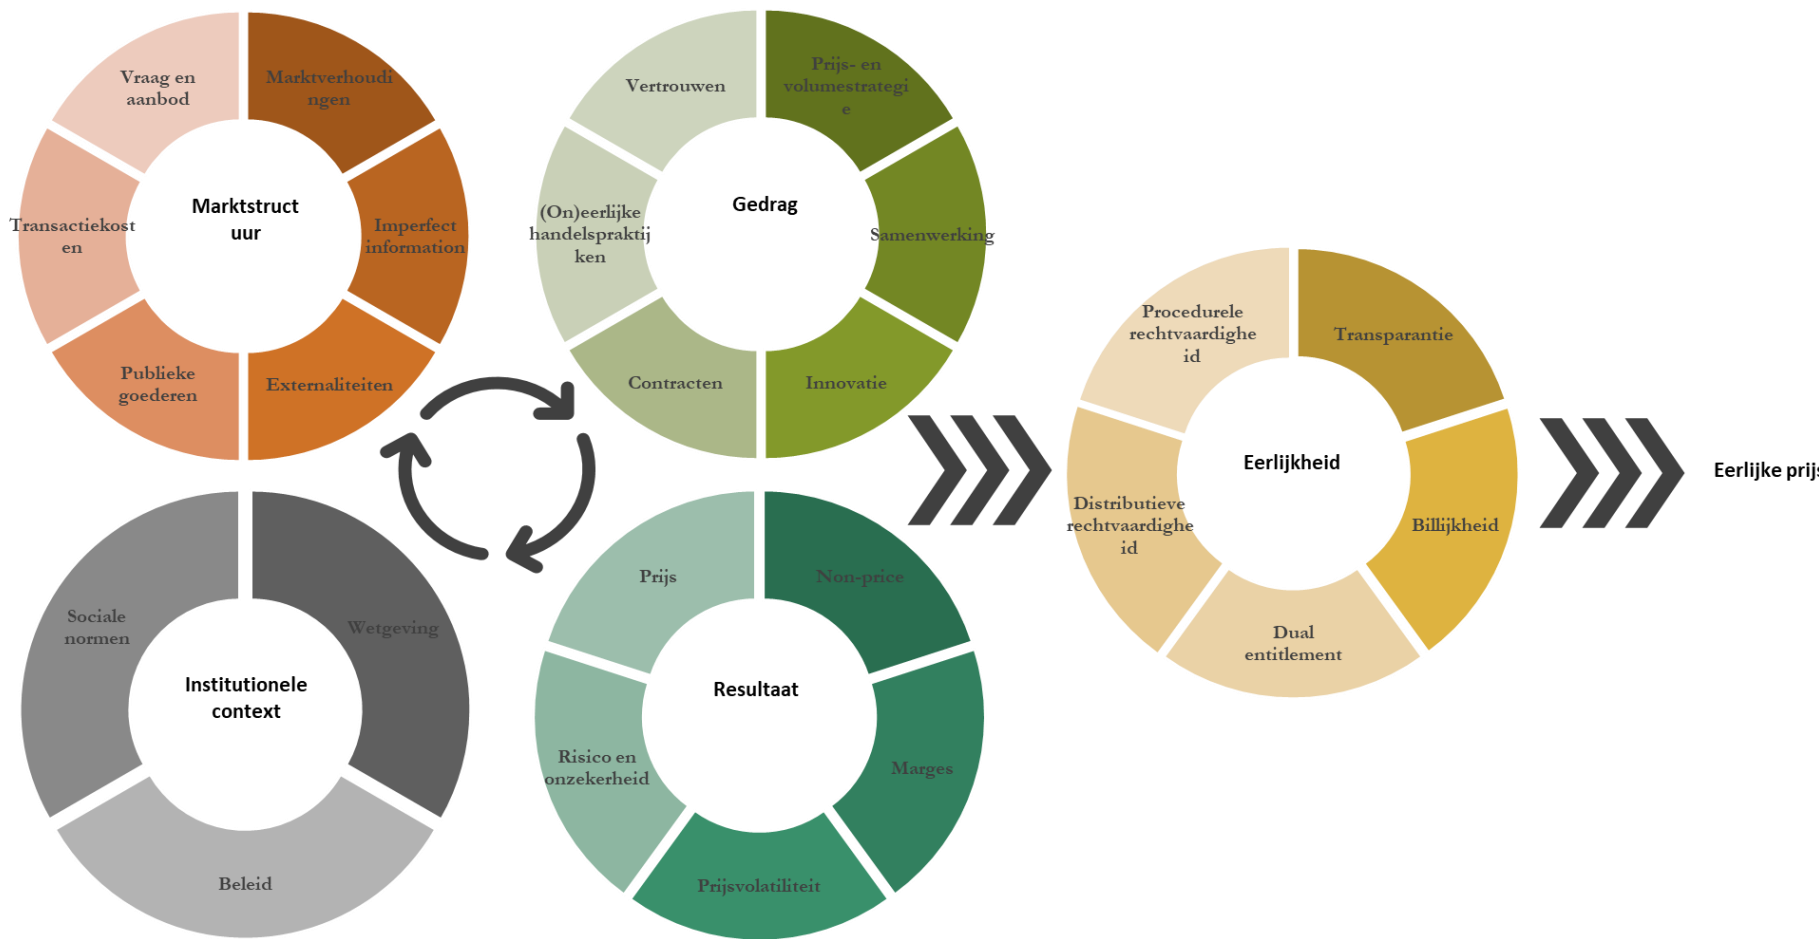 Vraag en
aanbod
Marktverhoudi
ngen
Imperfect
information
Externaliteiten
Publieke
goederen
Transactiekost
en
Marktstruct
uur
Vertrouwen
Prijs- en
volumestrategi
e
Samenwerking
Innovatie
Contracten
(On)eerlijke
handelspraktij
ken
Gedrag
Sociale
normen
Wetgeving
Beleid
Institutionele
context
Prijs
Non-price
Marges
Prijsvolatiliteit
Risico en
onzekerheid
Resultaat
Procedurele
rechtvaardighe
id
Transparantie
Billijkheid
Dual
entitlement
Distributieve
rechtvaardighe
id
Eerlijkheid
Eerlijke prijs